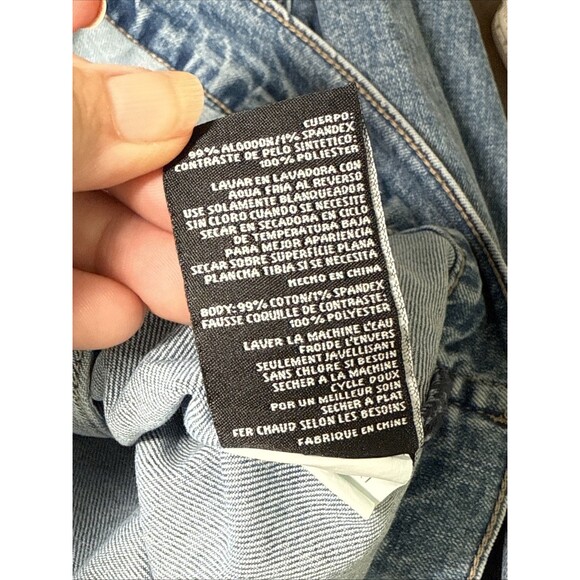 CUERPO:
99% ALGODON/1% SPANDEX
CONTRASTE DE PELO SINTETICO:
100% POLIESTER
LAVAR EN LAVADORA CON
AGUA FRIA AL REVERSO
USE SOLAMENTE BLANQUEADOR
SIN CLORO CUANDO SE NECESITE
SECAR EN SECADORA EN CICLO
DE TEMPERATURA BAJA
PARA MEJOR APARIENCIA
SECAR SOBRE SUPERFICIE PLANA
PLANCHA TIBIA SI SE NECESITA
HECHO EN CHINA
BODY: 99% COTON/1% SPANDEX
FAUSSE COQUILLE DE CONTRASTE:
100% POLYESTER
LAVER LA MACHINE L'EAU
FROIDE L'ENVERS
SEULEMENT JAVELLISANT
SANS CHLORE SI BESOIN
SECHER A LA MACHINE
CYCLE DOUX
POR UN MEILLEUR SOIN
SECHER A PLAT
FER CHAUD SELON LES BESOINS
FABRIQUE EN CHINE